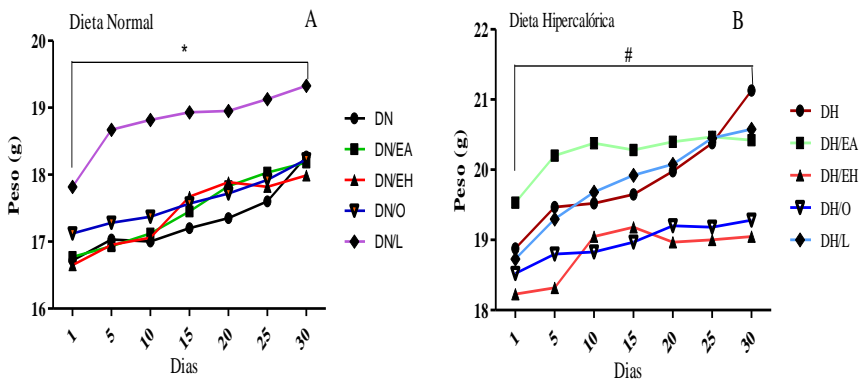 Dieta Normal
A
*
Peso (g)
20
19
18
17
16
1
5
10
15
20
25
30
Dias
DN
DN/EA
DN/EH
DN/O
DN/L
Dieta Hipercalórica
B
#
Peso (g)
22
21
20
19
18
1
5
10
15
20
25
30
Dias
DH
DH/EA
DH/EH
DH/O
DH/L